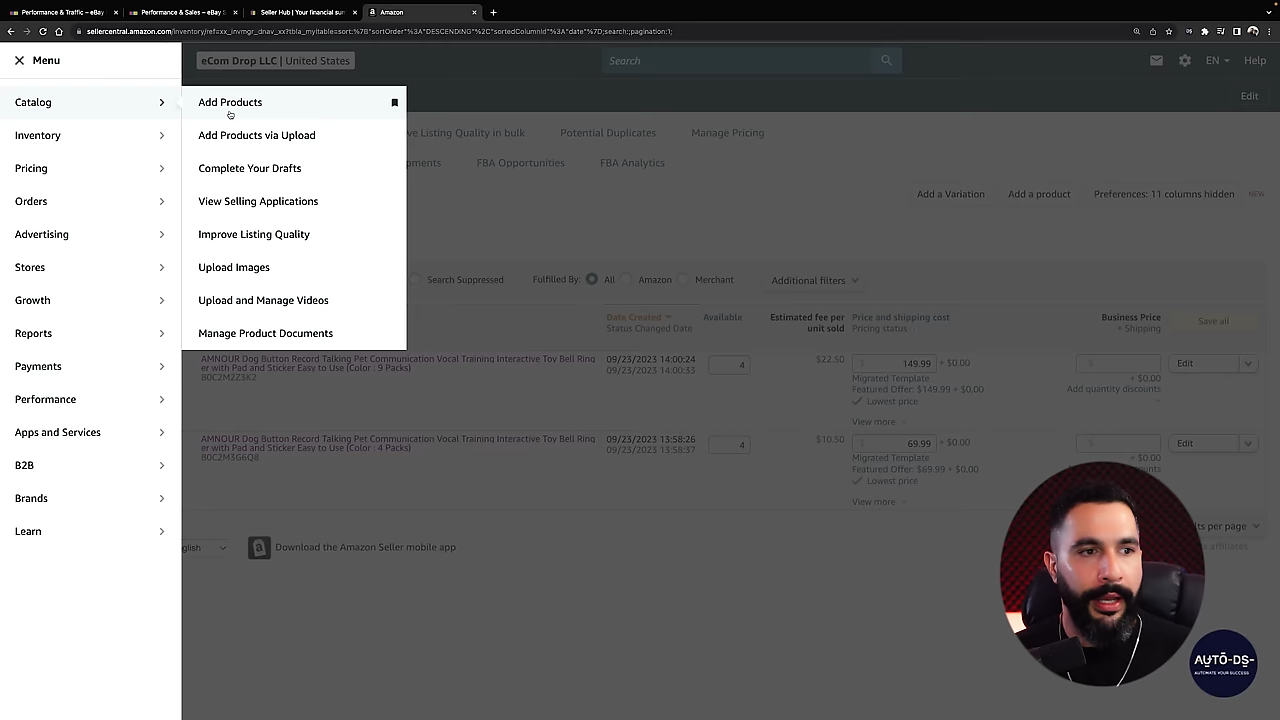 Performance & Traffic – eBay
Performance & Sales – eBay S
Seller Hub | Your financial sum
Amazon
sellercentral.amazon.com/inventory/ref=xx_invmgr_dnav_xx?tbla_myitable=sort:%7B"sortOrder"%3A"DESCENDING"%2C"sortedColumnId"%3A"date"%7D;search:;pagination:1;
Menu
eCom Drop LLC | United States
Search
EN
Help
Edit
Catalog
Inventory
Pricing
Orders
Advertising
Stores
Growth
Reports
Payments
Performance
Apps and Services
B2B
Brands
Learn
Add Products
Add Products via Upload
Complete Your Drafts
View Selling Applications
Improve Listing Quality
Upload Images
Upload and Manage Videos
Manage Product Documents
ve Listing Quality in bulk
Potential Duplicates
Manage Pricing
pments
FBA Opportunities
FBA Analytics
Add a Variation
Add a product
Preferences: 11 columns hidden
NEW
Search Suppressed
Fulfilled By:
All
Amazon
Merchant
Additional filters
Date Created
Status Changed Date
Available
Estimated fee per
unit sold
Price and shipping cost
Pricing status
Business Price
+ Shipping
Save all
AMNOUR Dog Button Record Talking Pet Communication Vocal Training Interactive Toy Bell Ring
er with Pad and Sticker Easy to Use (Color : 9 Packs)
B0C2M2Z3K2
09/23/2023 14:00:24
09/23/2023 14:00:33
4
$22.50
$ 149.99 + $0.00
Migrated Template
Featured Offer: $149.99 + $0.00
Lowest price
View more
$
+ $0.00
Add quantity discounts
Edit
AMNOUR Dog Button Record Talking Pet Communication Vocal Training Interactive Toy Bell Ring
er with Pad and Sticker Easy to Use (Color : 4 Packs)
B0C2M3G6Q8
09/23/2023 13:58:26
09/23/2023 13:58:37
4
$10.50
$ 69.99 + $0.00
Migrated Template
Featured Offer: $69.99 + $0.00
Lowest price
View more
$
+ $0.00
counts
Edit
lts per page
affiliates
glish
Download the Amazon Seller mobile app
AUTO-DS-
AUTOMATE YOUR SUCCESS